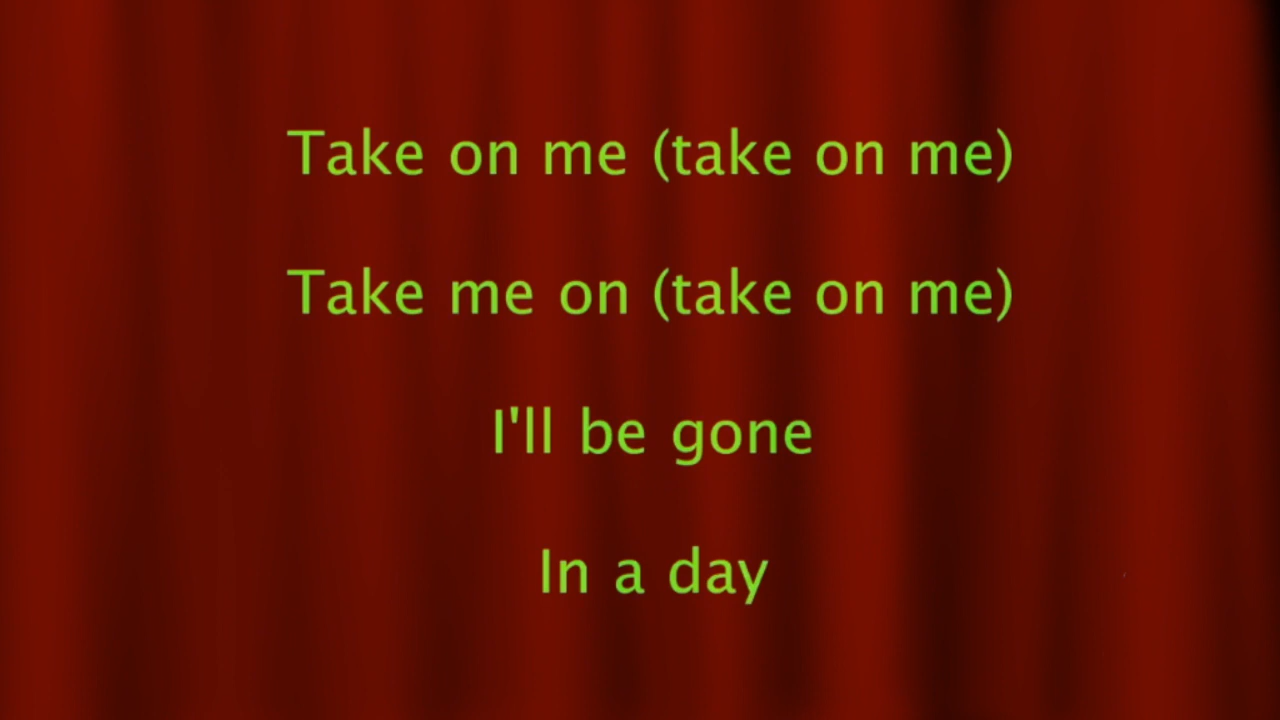 Take on me (take on me)
Take me on (take on me)
I'll be gone
In a day